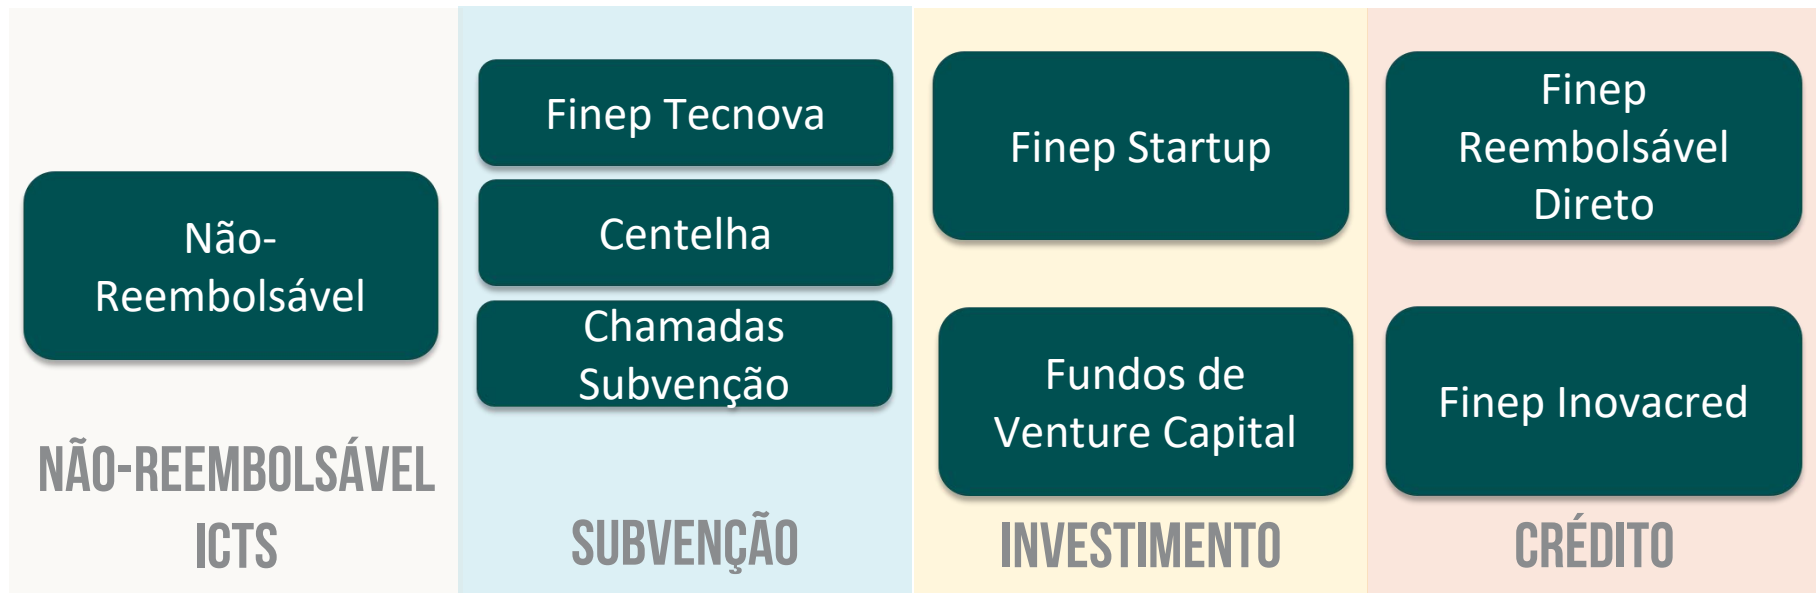 Não-
Reembolsável
NÃO-REEMBOLSÁVEL
ICTS
Finep Tecnova
Centelha
Chamadas
Subvenção
SUBVENÇÃO
Finep Startup
Fundos de
Venture Capital
INVESTIMENTO
Finep
Reembolsável
Direto
Finep Inovacred
CRÉDITO